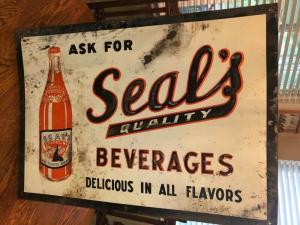 ASK FOR
Seal's
QUALITY
BEVERAGES
DELICIOUS IN ALL FLAVORS